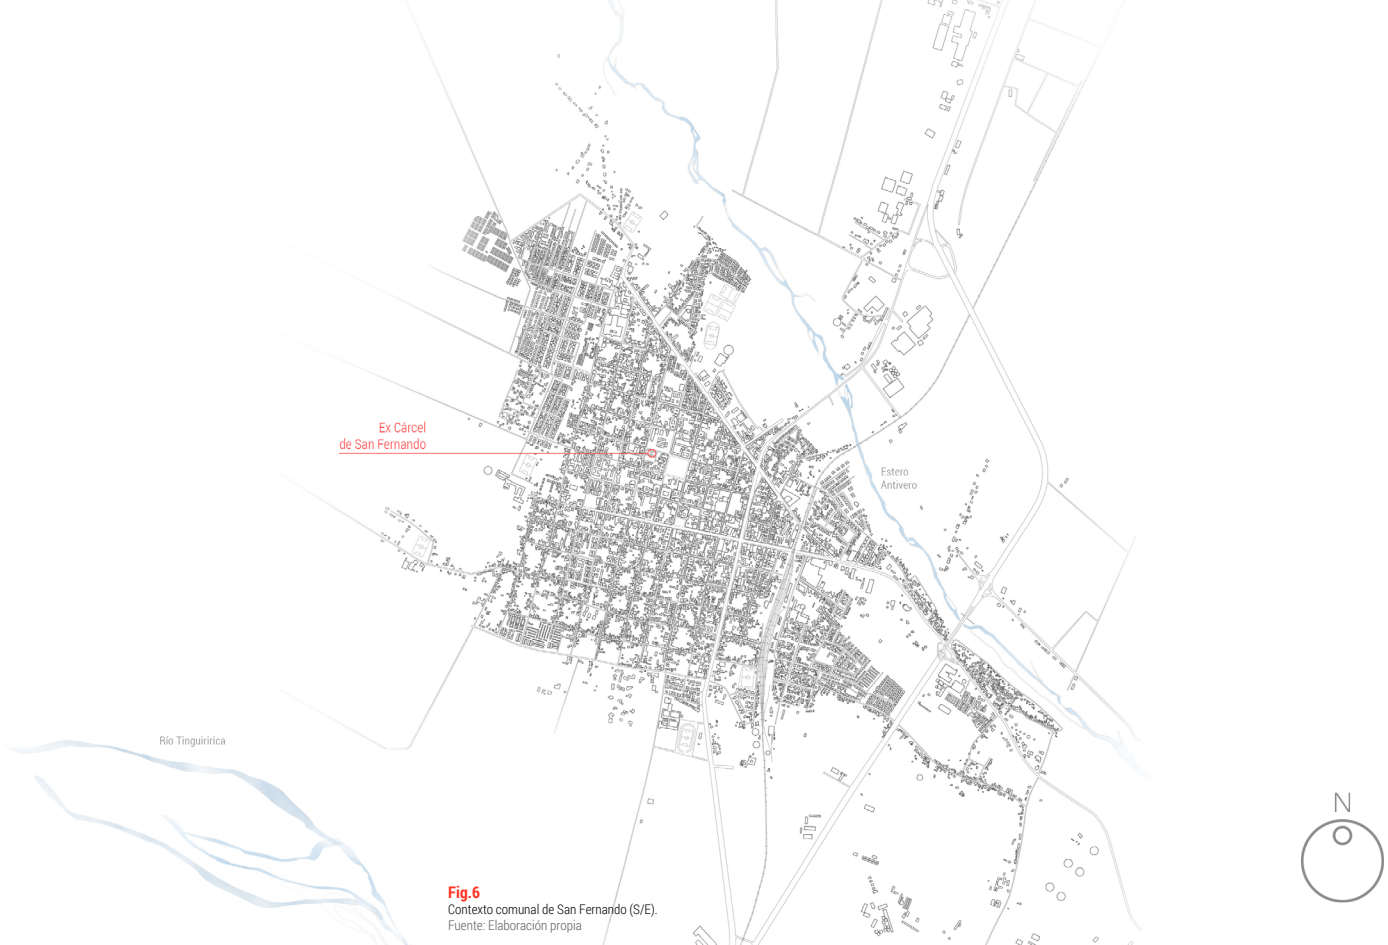 Ex Cárcel
de San Fernando
Estero
Antivero
Río Tinguiririca
N
Fig.6
Contexto comunal de San Fernando (S/E).
Fuente: Elaboración propia